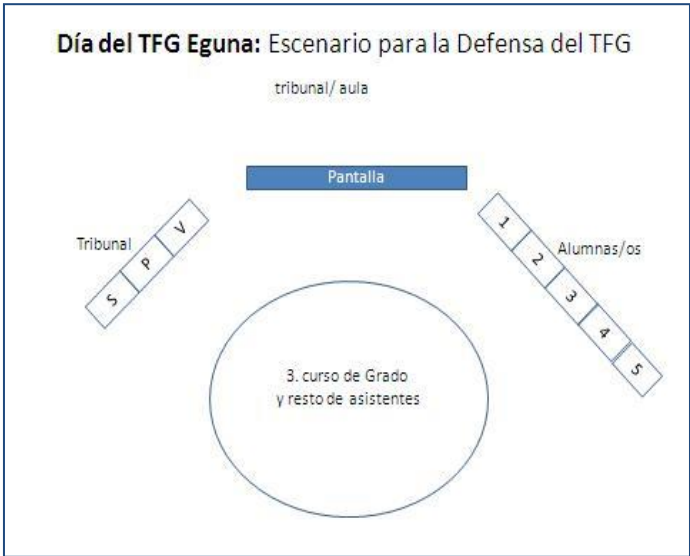 Día del TFG Eguna: Escenario para la Defensa del TFG
tribunal/ aula
Pantalla
Tribunal
S
P
V
1
2
3
4
5
Alumnas/os
3. curso de Grado
y resto de asistentes